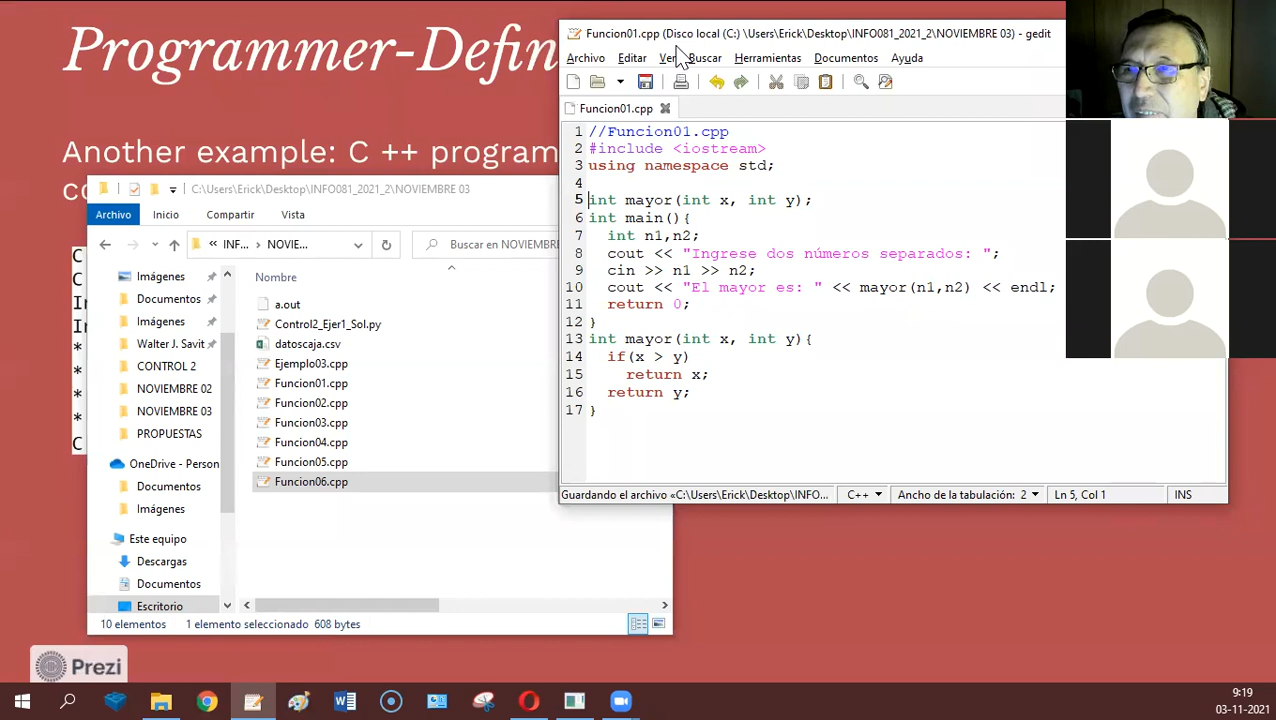 Programmer-Defin
Another example: C ++ program
co
C
C
In
In
*
*
*
*
C
C:\Users\Erick\Desktop\INFO081_2021_2\NOVIEMBRE 03
Archivo
Inicio
Compartir
Vista
INF...
NOVIE...
Buscar en NOVIEMBRE
Imágenes
Documentos
Imágenes
Walter J. Savit
CONTROL 2
NOVIEMBRE 02
NOVIEMBRE 03
PROPUESTAS
OneDrive - Person
Documentos
Imágenes
Este equipo
Descargas
Documentos
Escritorio
Nombre
a.out
Control2_Ejer1_Sol.py
datoscaja.csv
Ejemplo03.cpp
Funcion01.cpp
Funcion02.cpp
Funcion03.cpp
Funcion04.cpp
Funcion05.cpp
Funcion06.cpp
10 elementos
1 elemento seleccionado 608 bytes
Funcion01.cpp (Disco local (C:) \Users\Erick\Desktop\INFO081_2021_2\NOVIEMBRE 03) - gedit
Archivo Editar Ver Buscar Herramientas Documentos Ayuda
Funcion01.cpp
1 //Funcion01.cpp
2 #include <iostream>
3 using namespace std;
4
5 int mayor(int x, int y);
6 int main(){
7 int n1,n2;
8 cout << "Ingrese dos números separados: ";
9 cin >> n1 >> n2;
10 cout << "El mayor es: " << mayor(n1,n2) << endl;
11 return 0;
12 }
13 int mayor(int x, int y){
14 if(x > y)
15 return x;
16 return y;
17 }
Guardando el archivo «C:\Users\Erick\Desktop\INFO...
C++
Ancho de la tabulación: 2
Ln 5, Col 1
INS
Prezi
9:19
03-11-2021